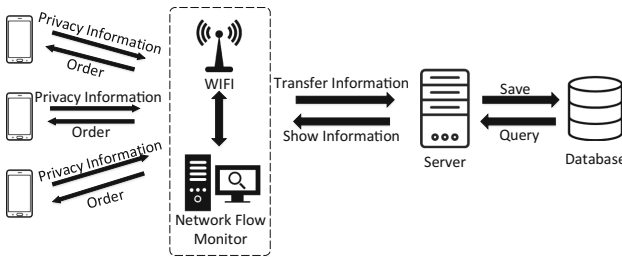 Privacy Information
Order
Privacy Information
Order
Privacy Information
Order
WIFI
Network Flow
Monitor
Transfer Information
Show Information
Server
Save
Query
Database